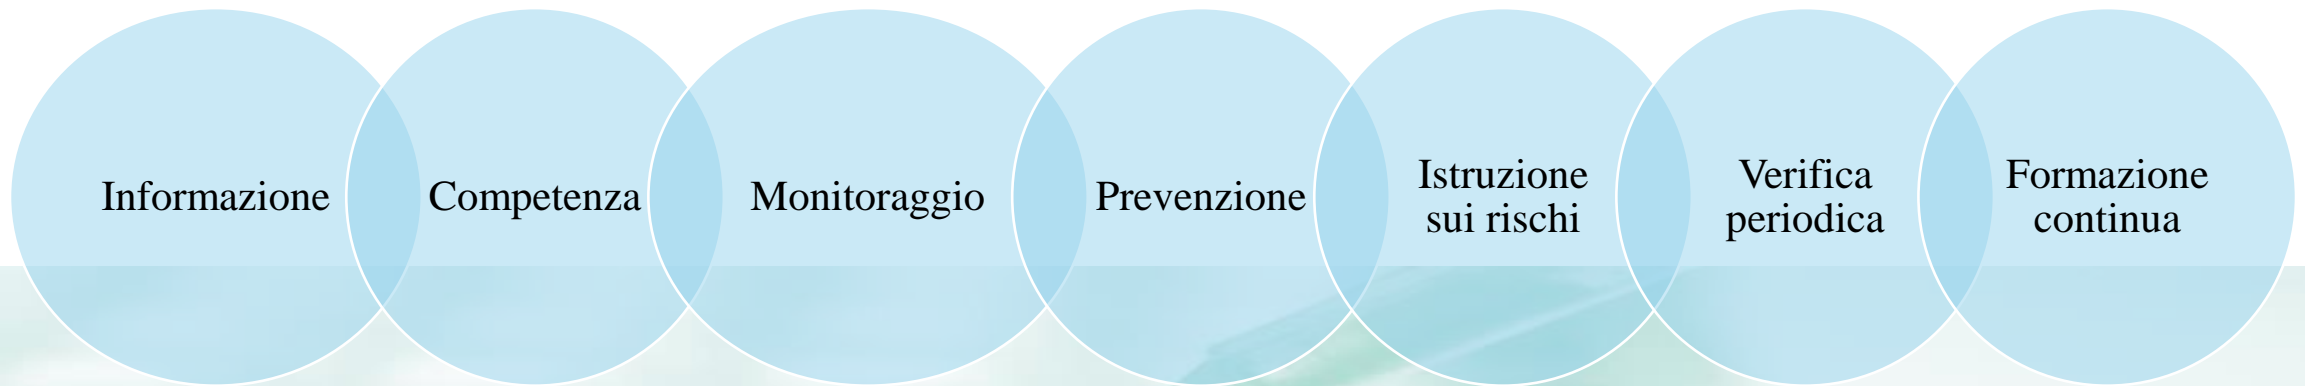 Informazione
Competenza
Monitoraggio
Prevenzione
Istruzione
sui rischi
Verifica
periodica
Formazione
continua